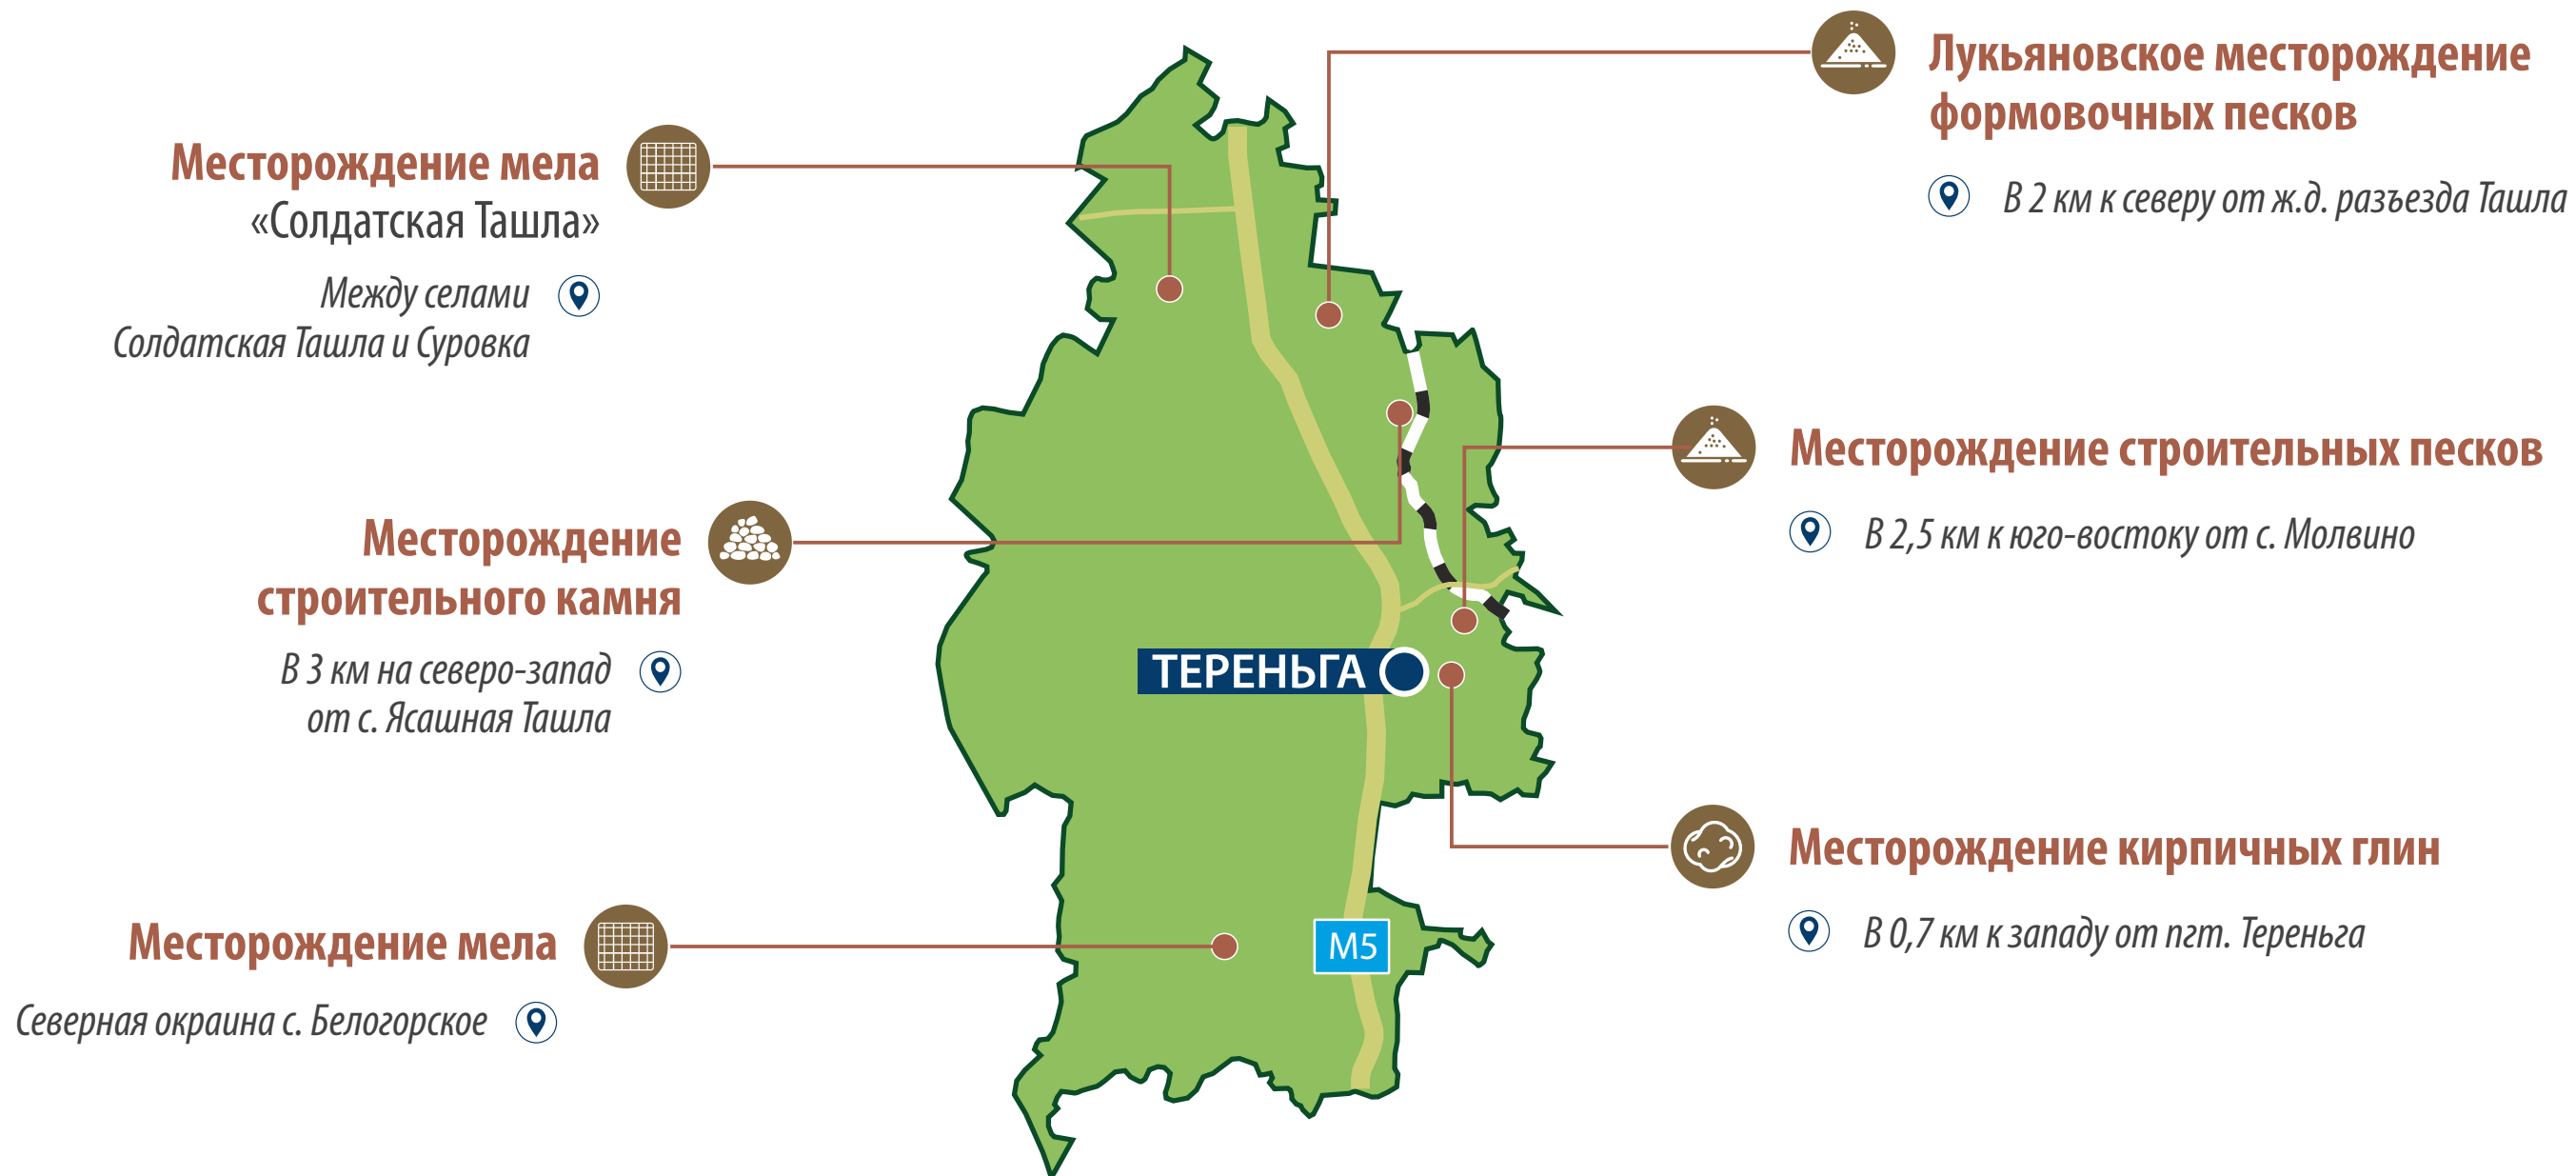 Лукьяновское месторождение
формовочных песков
В 2 км к северу от ж.д. разъезда Ташла
Месторождение мела
«Солдатская Ташла»
Между селами
Солдатская Ташла и Суровка
Месторождение строительных песков
В 2,5 км к юго-востоку от с. Молвино
Месторождение
строительного камня
В 3 км на северо-запад
от с. Ясашная Ташла
ТЕРЕНЬГА
Месторождение кирпичных глин
В 0,7 км к западу от пгт. Тереньга
Месторождение мела
Северная окраина с. Белогорское
М5